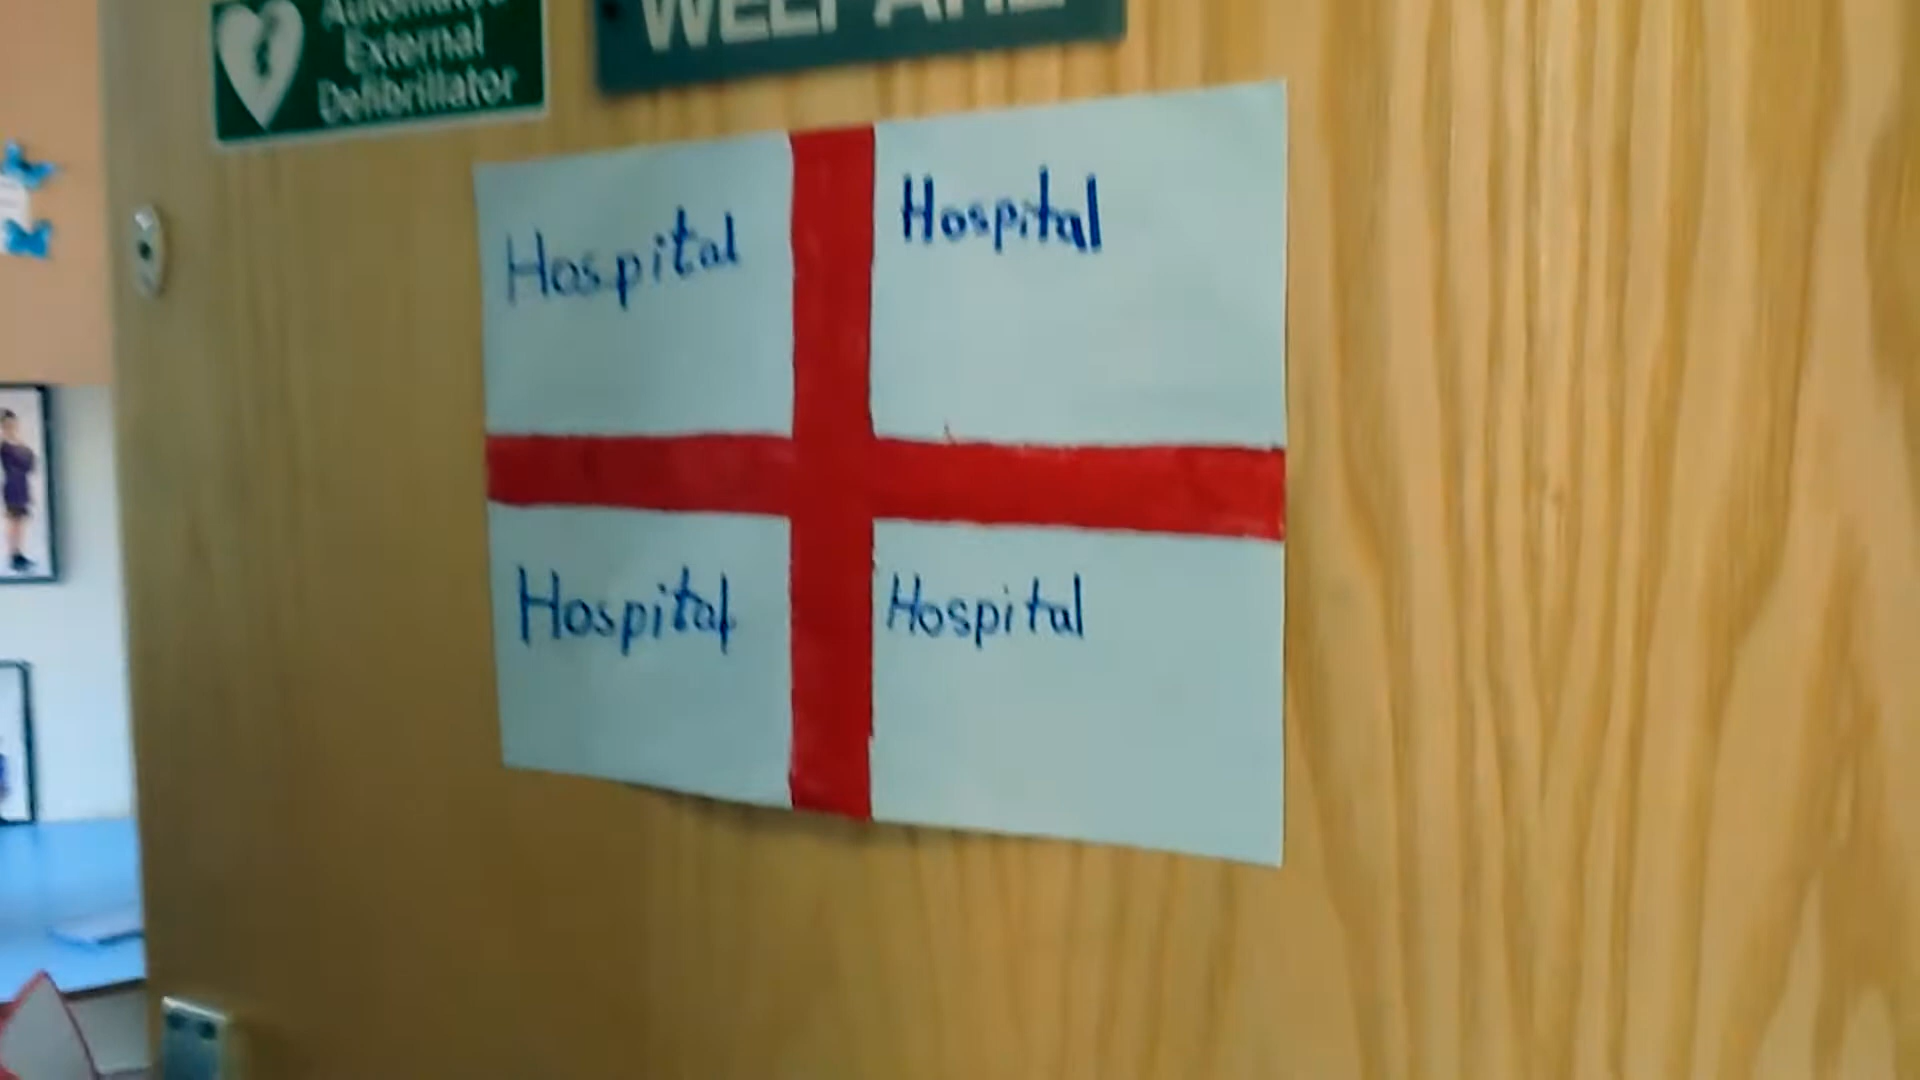 Automated
External
Defibrillator
WELFARE
Hospital
Hospital
Hospital
Hospital